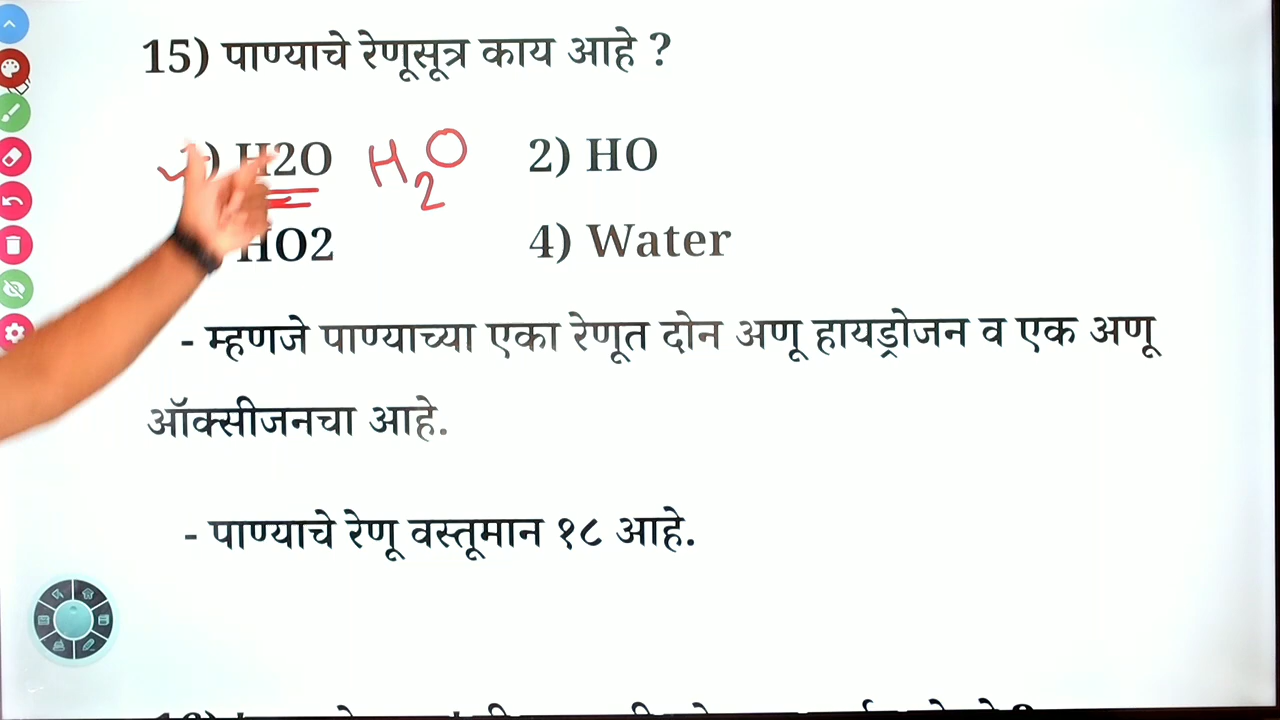 15) पाण्याचे रेणूसूत्र काय आहे ?
H2O H2O 2) HO
HO2 4) Water
- म्हणजे पाण्याच्या एका रेणूत दोन अणू हायड्रोजन व एक अणू
ऑक्सीजनचा आहे.
- पाण्याचे रेणू वस्तूमान १८ आहे.